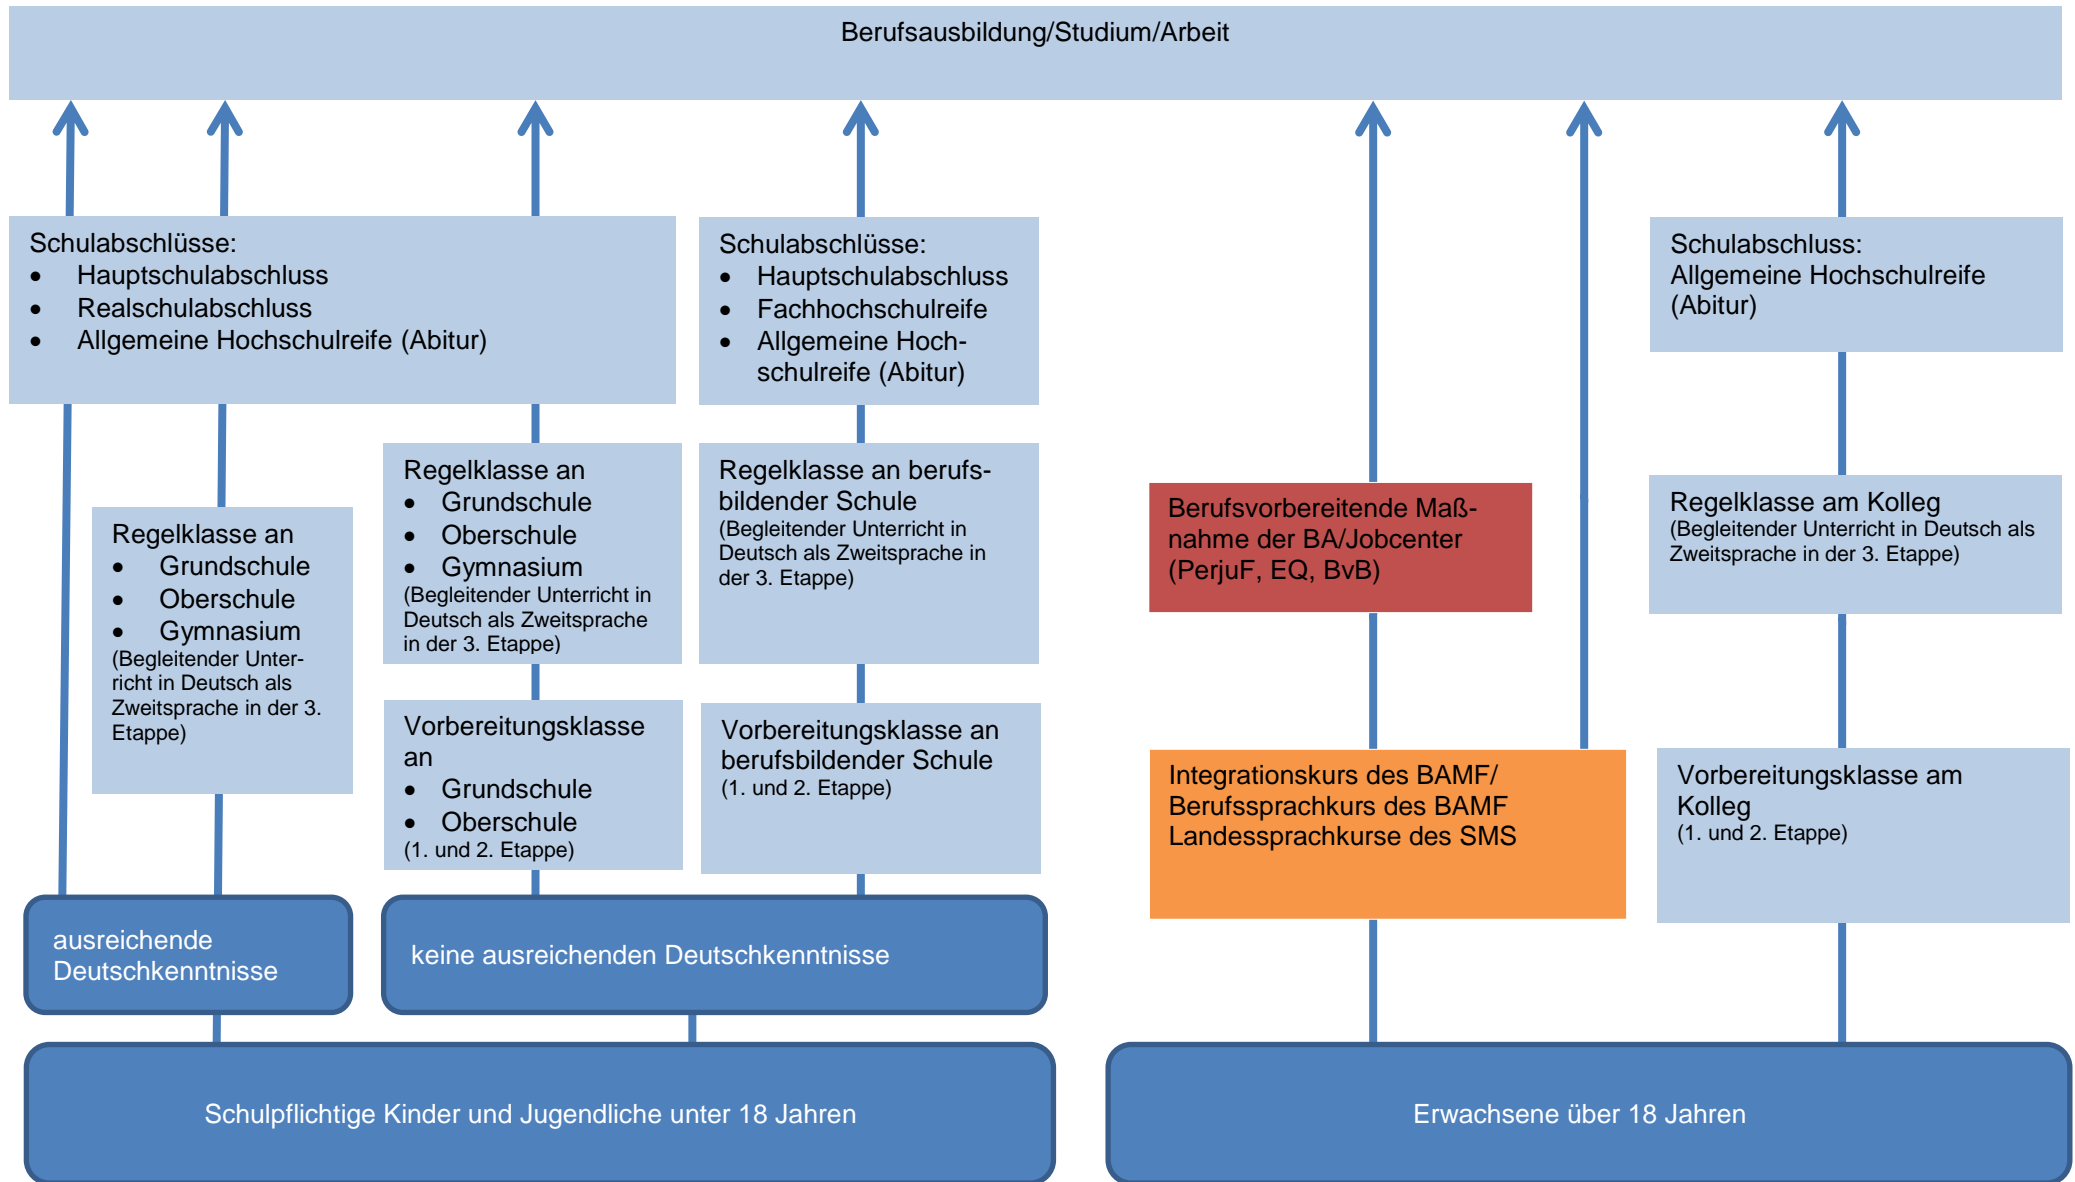 Berufsausbildung/Studium/Arbeit
Schulabschlüsse:
• Hauptschulabschluss
• Realschulabschluss
• Allgemeine Hochschulreife (Abitur)
Schulabschlüsse:
• Hauptschulabschluss
• Fachhochschulreife
• Allgemeine Hoch-
schulreife (Abitur)
Schulabschluss:
Allgemeine Hochschulreife
(Abitur)
Regelklasse an
• Grundschule
• Oberschule
• Gymnasium
(Begleitender Unter-
richt in Deutsch als
Zweitsprache in der 3.
Etappe)
Regelklasse an
• Grundschule
• Oberschule
• Gymnasium
(Begleitender Unterricht in
Deutsch als Zweitsprache
in der 3. Etappe)
Regelklasse an berufs-
bildender Schule
(Begleitender Unterricht in
Deutsch als Zweitsprache in
der 3. Etappe)
Berufsvorbereitende Maß-
nahme der BA/Jobcenter
(PerjuF, EQ, BvB)
Regelklasse am Kolleg
(Begleitender Unterricht in Deutsch als
Zweitsprache in der 3. Etappe)
Vorbereitungsklasse
an
• Grundschule
• Oberschule
(1. und 2. Etappe)
Vorbereitungsklasse an
berufsbildender Schule
(1. und 2. Etappe)
Integrationskurs des BAMF/
Berufssprachkurs des BAMF
Landessprachkurse des SMS
Vorbereitungsklasse am
Kolleg
(1. und 2. Etappe)
ausreichende
Deutschkenntnisse
keine ausreichenden Deutschkenntnisse
Schulpflichtige Kinder und Jugendliche unter 18 Jahren
Erwachsene über 18 Jahren